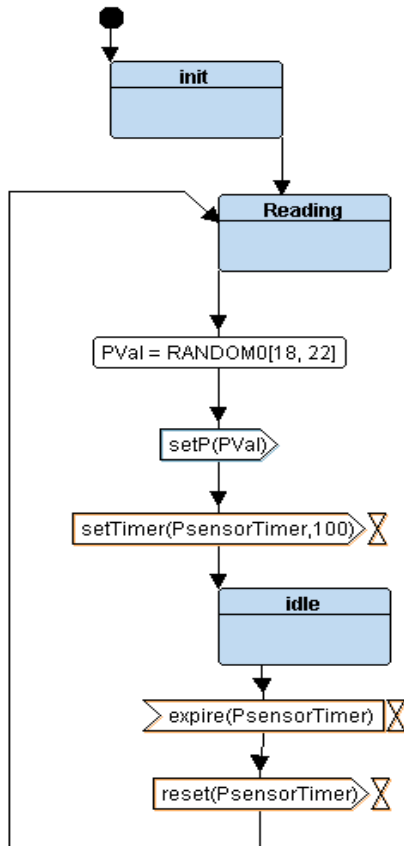 init
Reading
PVal = RANDOM0[18, 22]
setP(PVal)
setTimer(PsensorTimer,100)
idle
expire(PsensorTimer)
reset(PsensorTimer)